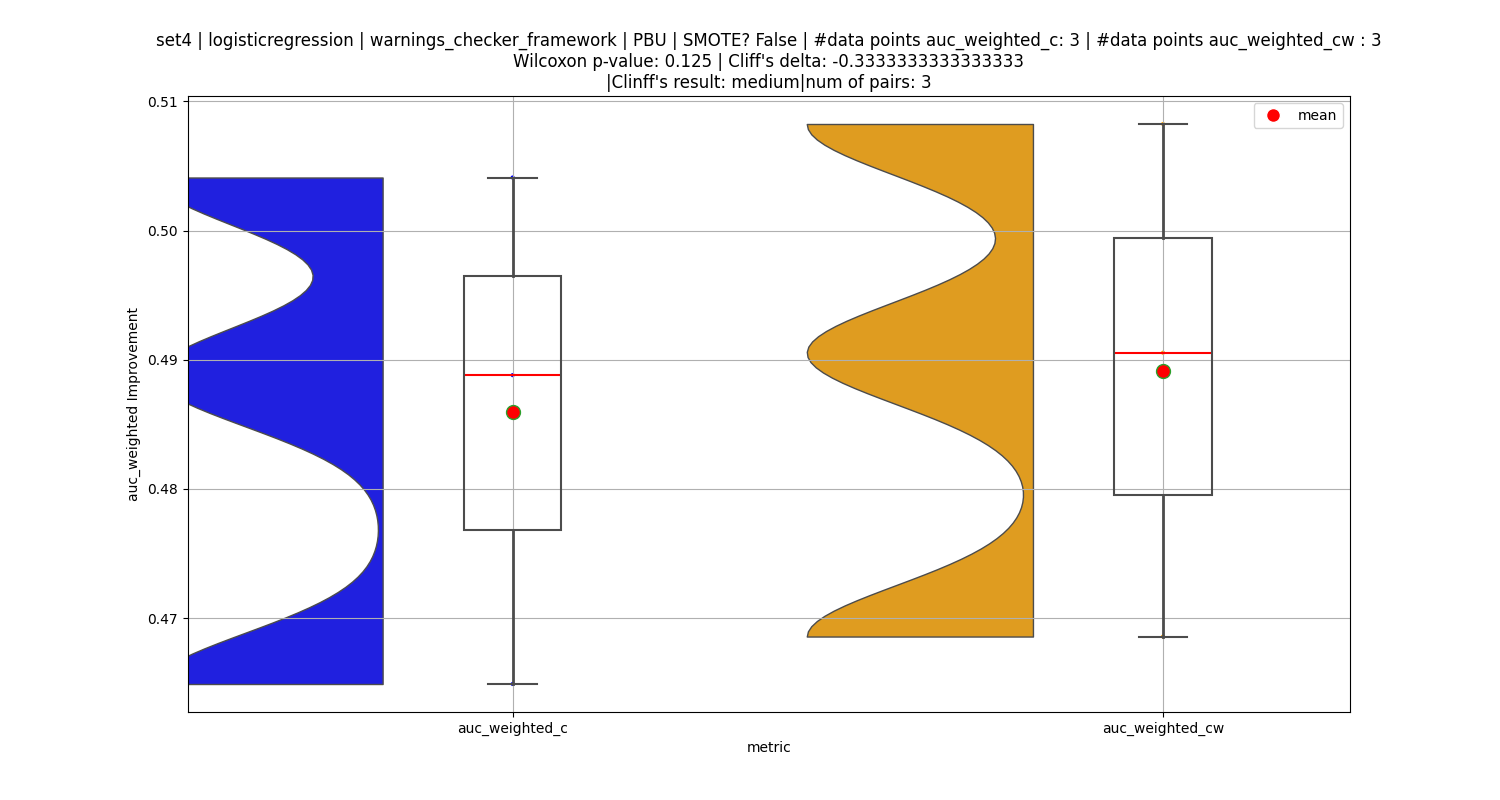 set4 | logisticregression | warnings_checker_framework | PBU | SMOTE? False | #data points auc_weighted_c: 3 | #data points auc_weighted_cw : 3
Wilcoxon p-value: 0.125 | Cliff's delta: -0.3333333333333333
|Clinff's result: medium|num of pairs: 3
mean
0.51
0.50
0.49
0.48
0.47
auc_weighted Improvement
auc_weighted_c
auc_weighted_cw
metric